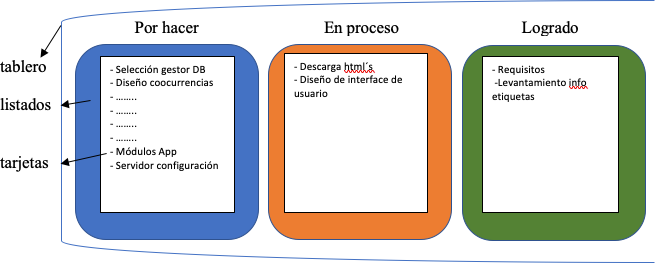 Por hacer
En proceso
Logrado
tablero
listados
tarjetas
- Selección gestor DB
- Diseño coocurrencias
- ……..
- ……..
- ……..
- ……..
- Módulos App
- Servidor configuración
- Descarga html´s
- Diseño de interface de
usuario
- Requisitos
-Levantamiento info
etiquetas